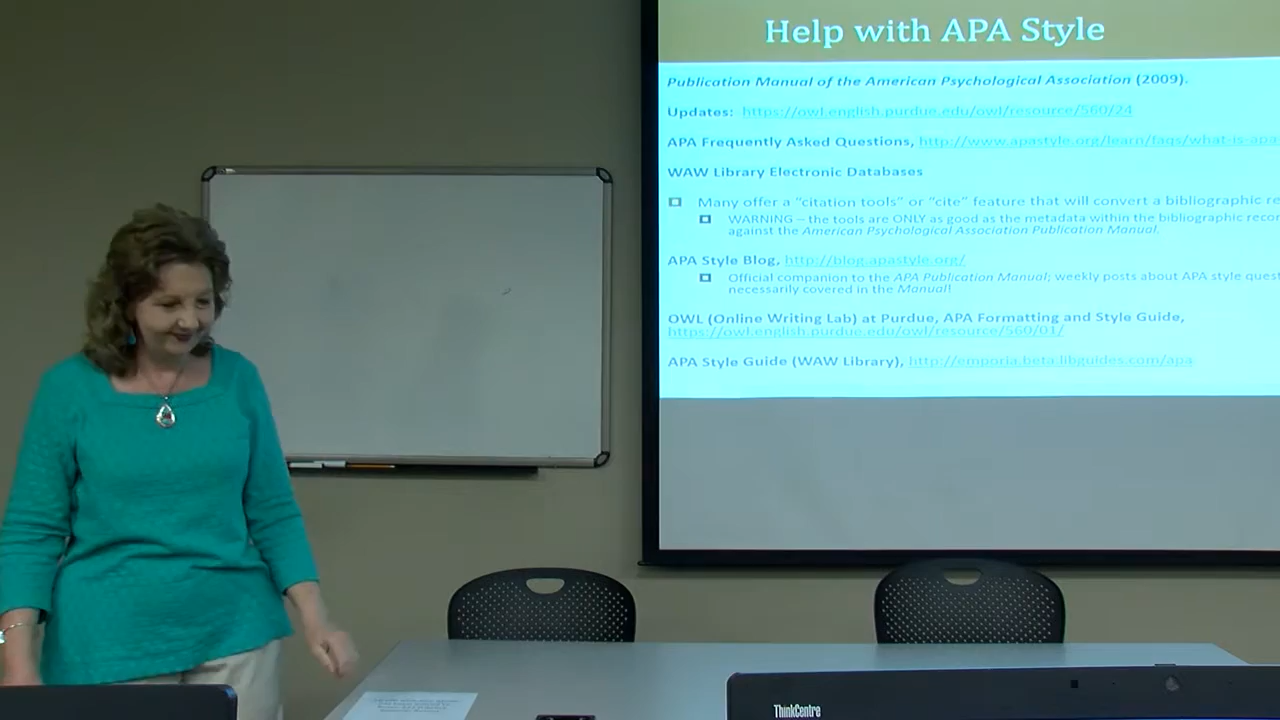 Help with APA Style
Publication Manual of the American Psychological Association (2009).
Updates: https://owl.english.purdue.edu/owl/resource/560/24
APA Frequently Asked Questions, http://www.apastyle.org/learn/faqs/what-is-apa
WAW Library Electronic Databases
Many offer a “citation tools” or “cite” feature that will convert a bibliographic re
WARNING – the tools are ONLY as good as the metadata within the bibliographic recor
against the American Psychological Association Publication Manual.
APA Style Blog, http://blog.apastyle.org/
Official companion to the APA Publication Manual; weekly posts about APA style quest
necessarily covered in the Manual!
OWL (Online Writing Lab) at Purdue, APA Formatting and Style Guide,
https://owl.english.purdue.edu/owl/resource/560/01/
APA Style Guide (WAW Library), http://emporia.beta.libguides.com/apa
ThinkCentre